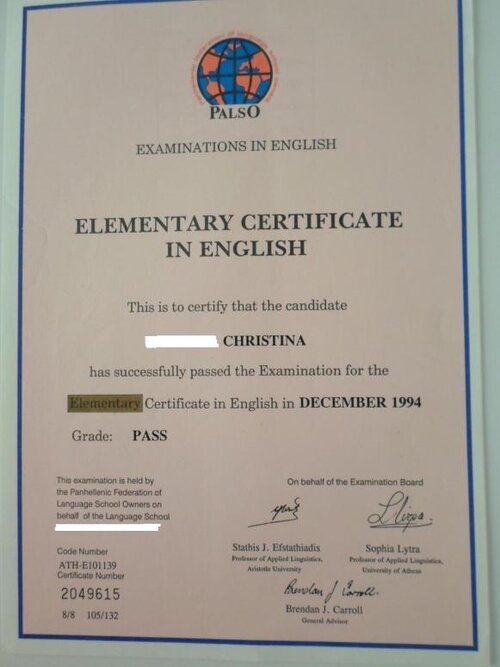 PALSO
EXAMINATIONS IN ENGLISH
ELEMENTARY CERTIFICATE
IN ENGLISH
This is to certify that the candidate
CHRISTINA
has successfully passed the Examination for the
Elementary Certificate in English in DECEMBER 1994
Grade: PASS
This examination is held by
the Panhellenic Federation of
Language School Owners on
behalf of the Language School
Code Number
ATH-E101139
Certificate Number
2049615
8/8 105/132
On behalf of the Examination Board
Stathis J. Efstathiadis
Professor of Applied Linguistics,
Aristotle University
Sophia Lytra
Professor of Applied Linguistics,
University of Athens
Brendan J. Carroll.
Brendan J. Carroll
General Advisor